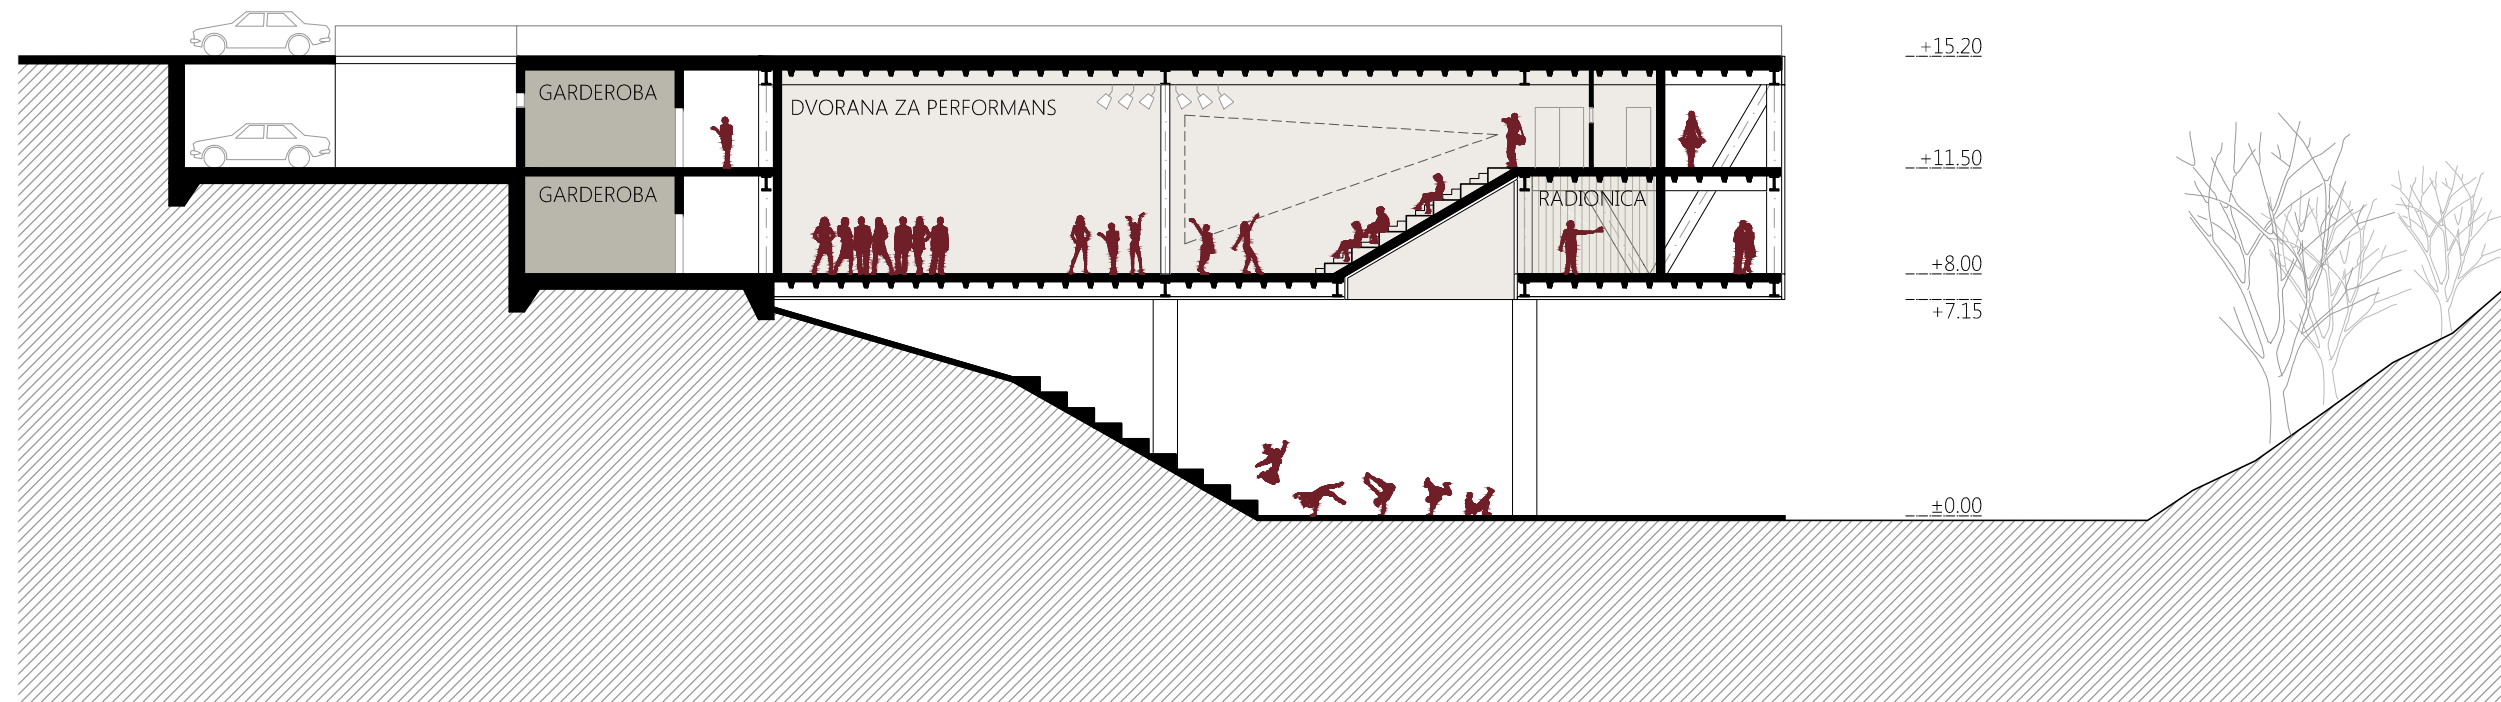 GARDEROBA
DVORANA ZA PERFORMANS
GARDEROBA
RADIONICA
+15.20
+11.50
+8.00
+7.15
±0.00